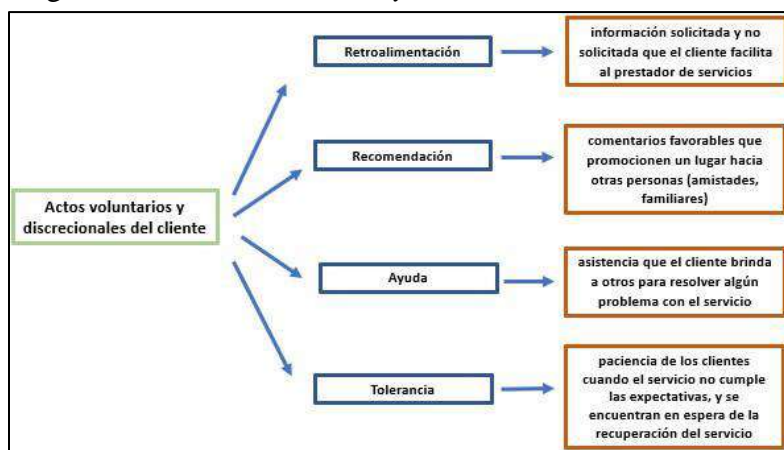 Retroalimentación
información solicitada y no
solicitada que el cliente facilita
al prestador de servicios
Recomendación
comentarios favorables que
promocionen un lugar hacia
otras personas (amistades,
familiares)
Actos voluntarios y
discrecionales del cliente
Ayuda
asistencia que el cliente brinda
a otros para resolver algún
problema con el servicio
Tolerancia
paciencia de los clientes
cuando el servicio no cumple
las expectativas, y se
encuentran en espera de la
recuperación del servicio